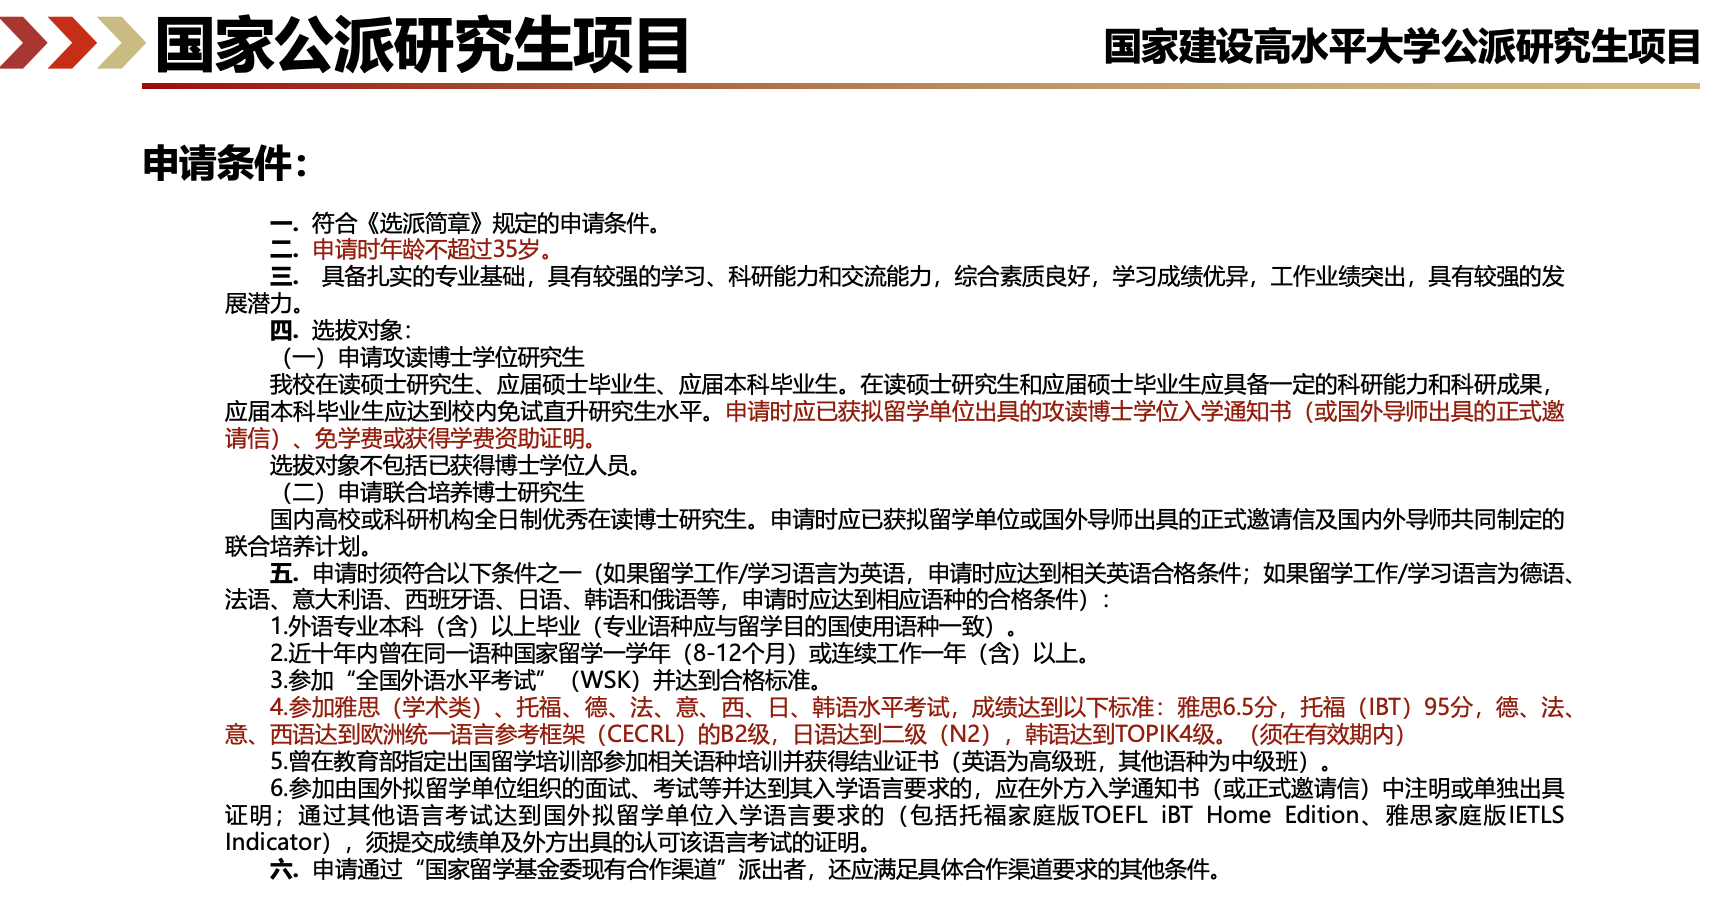 国家公派研究生项目
国家建设高水平大学公派研究生项目
申请条件：
一. 符合《选派简章》规定的申请条件。
二. 申请时年龄不超过35岁。
三. 具备扎实的专业基础，具有较强的学习、科研能力和交流能力，综合素质良好，学习成绩优异，工作业绩突出，具有较强的发
展潜力。
四. 选拔对象：
（一）申请攻读博士学位研究生
我校在读硕士研究生、应届硕士毕业生、应届本科毕业生。在读硕士研究生和应届硕士毕业生应具备一定的科研能力和科研成果，
应届本科毕业生应达到校内免试直升研究生水平。申请时应已获拟留学单位出具的攻读博士学位入学通知书（或国外导师出具的正式邀
请信）、免学费或获得学费资助证明。
选拔对象不包括已获得博士学位人员。
（二）申请联合培养博士研究生
国内高校或科研机构全日制优秀在读博士研究生。申请时应已获拟留学单位或国外导师出具的正式邀请信及国内外导师共同制定的
联合培养计划。
五. 申请时须符合以下条件之一（如果留学工作/学习语言为英语，申请时应达到相关英语合格条件；如果留学工作/学习语言为德语、
法语、意大利语、西班牙语、日语、韩语和俄语等，申请时应达到相应语种的合格条件）：
1.外语专业本科（含）以上毕业（专业语种应与留学目的国使用语种一致）。
2.近十年内曾在同一语种国家留学一学年（8-12个月）或连续工作一年（含）以上。
3.参加“全国外语水平考试”（WSK）并达到合格标准。
4.参加雅思（学术类）、托福、德、法、意、西、日、韩语水平考试，成绩达到以下标准：雅思6.5分，托福（IBT）95分，德、法、
意、西语达到欧洲统一语言参考框架（CECRL）的B2级，日语达到二级（N2），韩语达到TOPIK4级。（须在有效期内）
5.曾在教育部指定出国留学培训部参加相关语种培训并获得结业证书（英语为高级班，其他语种为中级班）。
6.参加由国外拟留学单位组织的面试、考试等并达到其入学语言要求的，应在外方入学通知书（或正式邀请信）中注明或单独出具
证明；通过其他语言考试达到国外拟留学单位入学语言要求的（包括托福家庭版TOEFL iBT Home Edition、雅思家庭版IETLS
Indicator），须提交成绩单及外方出具的认可该语言考试的证明。
六. 申请通过“国家留学基金委现有合作渠道”派出者，还应满足具体合作渠道要求的其他条件。